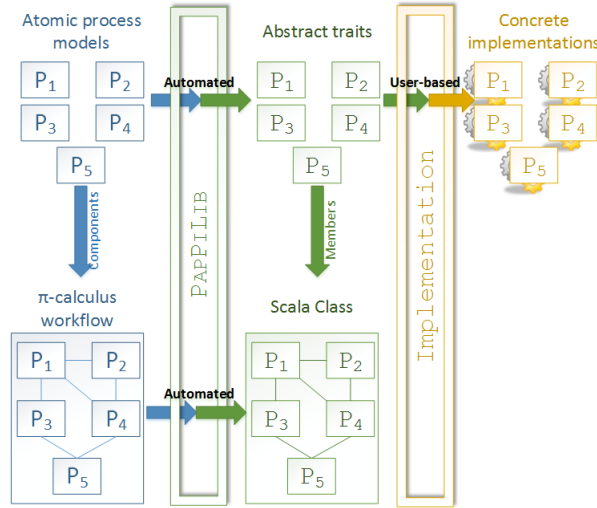 Atomic process
models
Abstract traits
Concrete
implementations
P1
P2
P3
P4
P5
Automated
P1
P2
P3
P4
P5
User-based
P1
P2
P3
P4
P5
Components
PAPPILIB
Members
Implementation
π-calculus
workflow
Scala Class
P1
P2
P3
P4
P5
Automated
P1
P2
P3
P4
P5